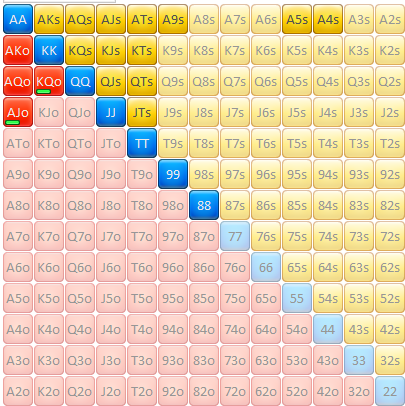 AA AKs AQs AJs ATs A9s A8s A7s A6s A5s A4s A3s A2s
AKo KK KQs KJs KTs K9s K8s K7s K6s K5s K4s K3s K2s
AQo KQo QQ QJs QTs Q9s Q8s Q7s Q6s Q5s Q4s Q3s Q2s
AJo KJo QJo JJ JTs J9s J8s J7s J6s J5s J4s J3s J2s
ATo KTo QTo JTo TT T9s T8s T7s T6s T5s T4s T3s T2s
A9o K9o Q9o J9o T9o 99 98s 97s 96s 95s 94s 93s 92s
A8o K8o Q8o J8o T8o 98o 88 87s 86s 85s 84s 83s 82s
A7o K7o Q7o J7o T7o 97o 87o 77 76s 75s 74s 73s 72s
A6o K6o Q6o J6o T6o 96o 86o 76o 66 65s 64s 63s 62s
A5o K5o Q5o J5o T5o 95o 85o 75o 65o 55 54s 53s 52s
A4o K4o Q4o J4o T4o 94o 84o 74o 64o 54o 44 43s 42s
A3o K3o Q3o J3o T3o 93o 83o 73o 63o 53o 43o 33 32s
A2o K2o Q2o J2o T2o 92o 82o 72o 62o 52o 42o 32o 22